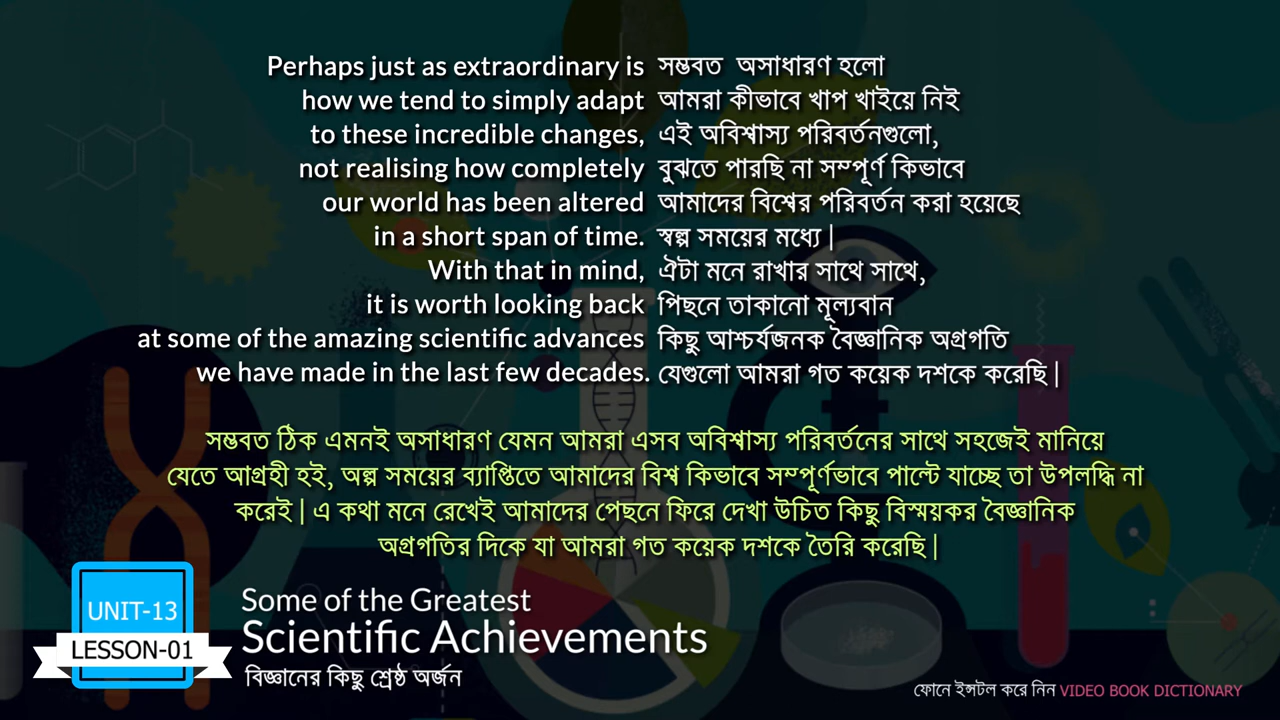 Perhaps just as extraordinary is সম্ভবত অসাধারণ হলো
how we tend to simply adapt আমরা কীভাবে খাপ খাইয়ে নিই
to these incredible changes, এই অবিশ্বাস্য পরিবর্তনগুলো,
not realising how completely বুঝতে পারছি না সম্পূর্ণ কিভাবে
our world has been altered আমাদের বিশ্বের পরিবর্তন করা হয়েছে
in a short span of time. স্বল্প সময়ের মধ্যে |
With that in mind, ঐটা মনে রাখার সাথে সাথে,
it is worth looking back পিছনে তাকানো মূল্যবান
at some of the amazing scientific advances কিছু আশ্চর্যজনক বৈজ্ঞানিক অগ্রগতি
we have made in the last few decades. যেগুলো আমরা গত কয়েক দশকে করেছি |
সম্ভবত ঠিক এমনই অসাধারণ যেমন আমরা এসব অবিশ্বাস্য পরিবর্তনের সাথে সহজেই মানিয়ে
যেতে আগ্রহী হই, অল্প সময়ের ব্যাপ্তিতে আমাদের বিশ্ব কিভাবে সম্পূর্ণভাবে পাল্টে যাচ্ছে তা উপলদ্ধি না
করেই | এ কথা মনে রেখেই আমাদের পেছনে ফিরে দেখা উচিত কিছু বিস্ময়কর বৈজ্ঞানিক
অগ্রগতির দিকে যা আমরা গত কয়েক দশকে তৈরি করেছি |
UNIT-13
LESSON-01
Some of the Greatest
Scientific Achievements
বিজ্ঞানের কিছু শ্রেষ্ঠ অর্জন
ফোনে ইন্সটল করে নিন VIDEO BOOK DICTIONARY